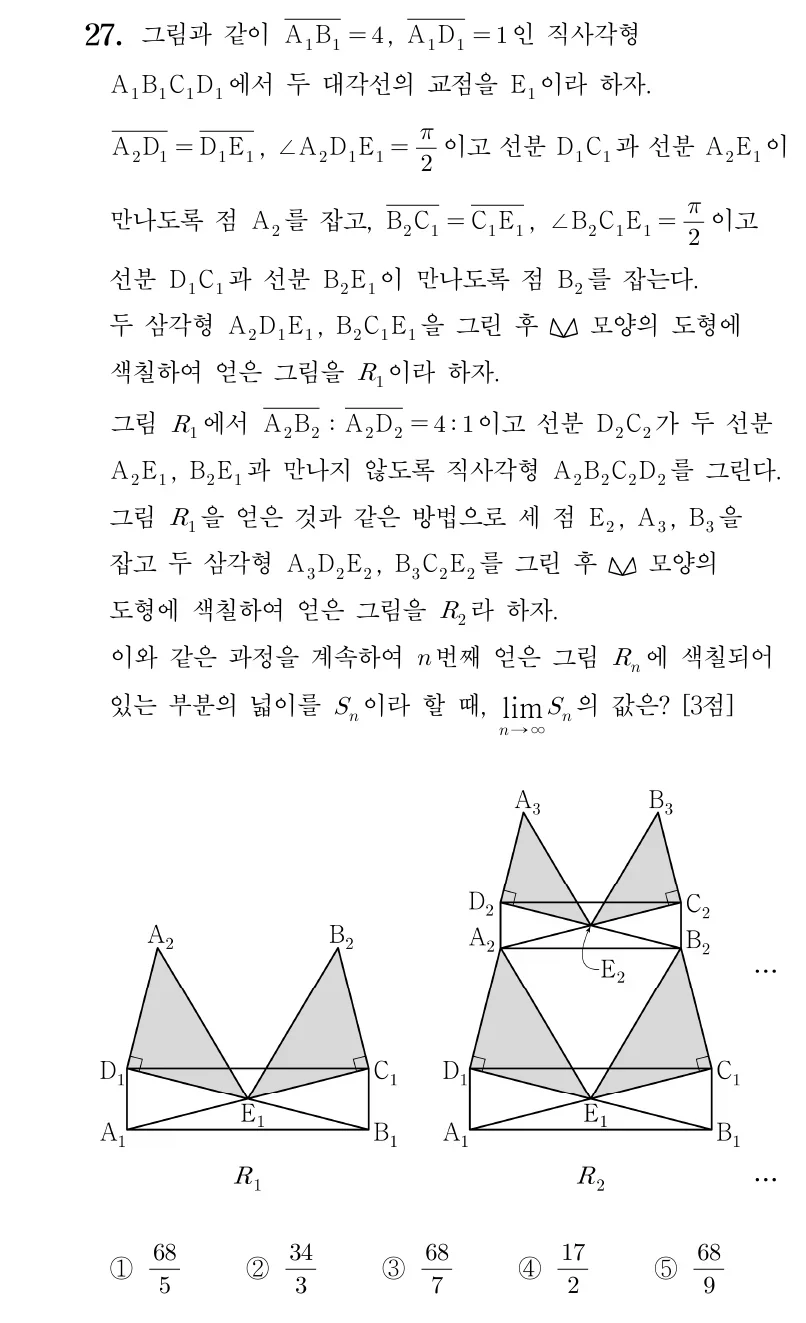 27. 그림과 같이 A₁B₁ = 4, A₁D₁ = 1인 직사각형
A₁B₁C₁D₁에서 두 대각선의 교점을 E₁이라 하자.
A₂D₁ = D₁E₁, ∠A₂D₁E₁ = π/2 이고 선분 D₁C₁과 선분 A₂E₁이
만나도록 점 A₂를 잡고, B₂C₁ = C₁E₁, ∠B₂C₁E₁ = π/2 이고
선분 D₁C₁과 선분 B₂E₁이 만나도록 점 B₂를 잡는다.
두 삼각형 A₂D₁E₁, B₂C₁E₁을 그린 후 모양의 도형에
색칠하여 얻은 그림을 R₁이라 하자.
그림 R₁에서 A₂B₂ : A₂D₂ = 4 : 1이고 선분 D₂C₂가 두 선분
A₂E₁, B₂E₁과 만나지 않도록 직사각형 A₂B₂C₂D₂를 그린다.
그림 R₁을 얻은 것과 같은 방법으로 세 점 E₂, A₃, B₃을
잡고 두 삼각형 A₃D₂E₂, B₃C₂E₂를 그린 후 모양의
도형에 색칠하여 얻은 그림을 R₂라 하자.
이와 같은 과정을 계속하여 n번째 얻은 그림 Rₙ에 색칠되어
있는 부분의 넓이를 Sₙ이라 할 때, lim Sₙ의 값은? [3점]
n→∞
A₃ B₃
D₂ C₂
A₂ B₂ A₂ B₂ ...
E₂
D₁ C₁ D₁ C₁
E₁ E₁
A₁ B₁ A₁ B₁
R₁ R₂ ...
① 68/5 ② 34/3 ③ 68/7 ④ 17/2 ⑤ 68/9